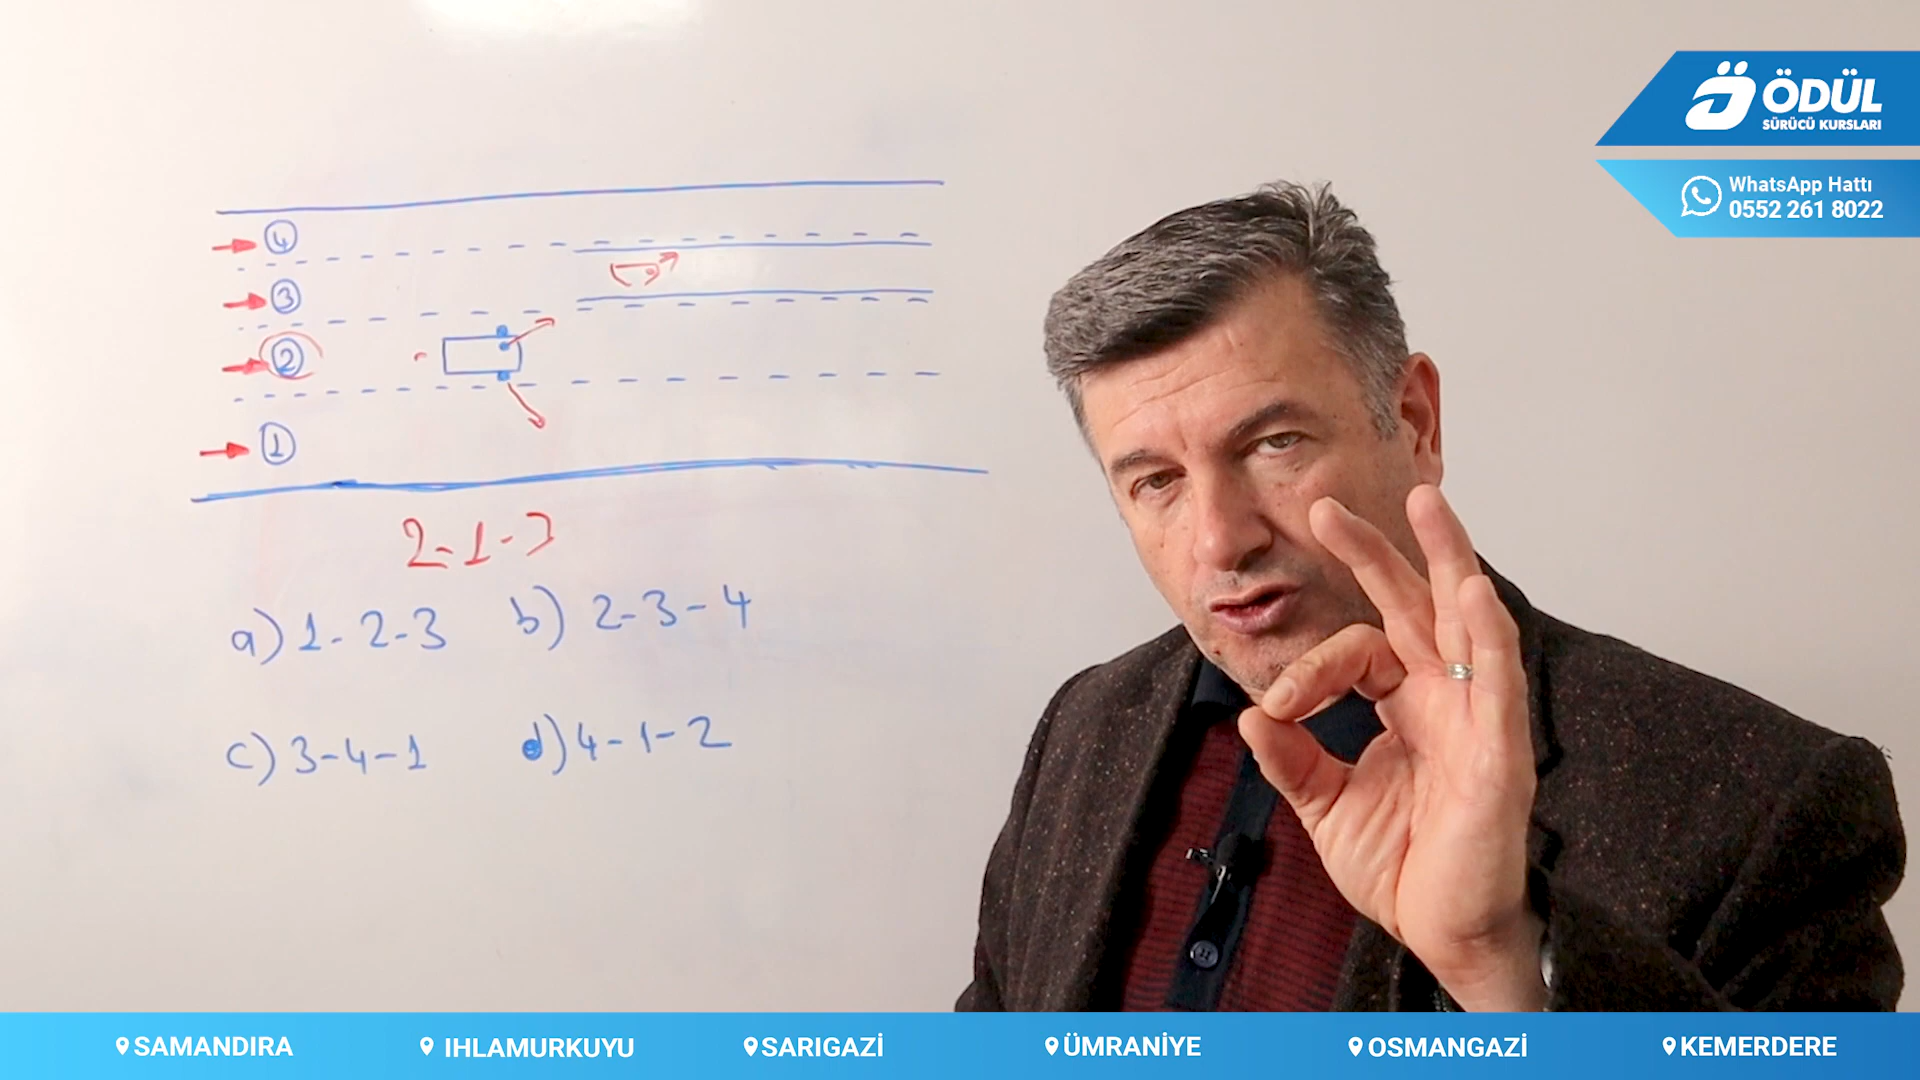 ÖDÜL
SÜRÜCÜ KURSLARI
WhatsApp Hattı
0552 261 8022
4
3
2
1
2-1-3
a) 1-2-3 b) 2-3-4
c) 3-4-1 d) 4-1-2
SAMANDIRA IHLAMURKUYU SARIGAZİ ÜMRANİYE OSMANGAZİ KEMERDERE